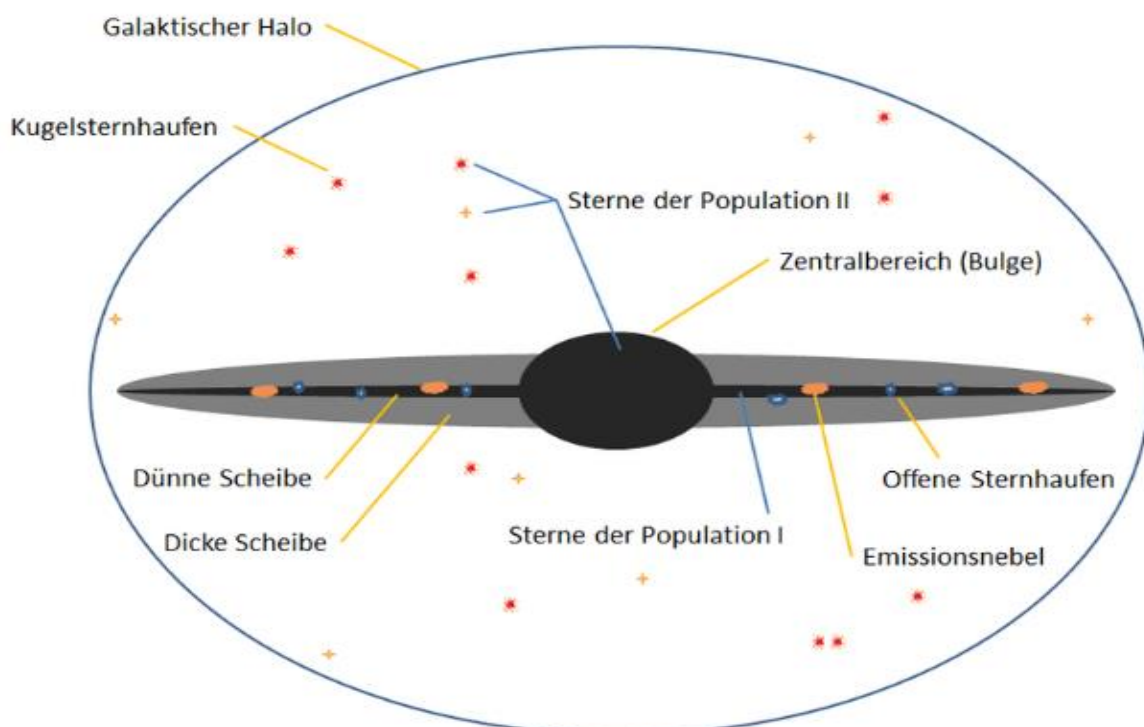 Galaktischer Halo
Kugelsternhaufen
Sterne der Population II
Zentralbereich (Bulge)
Dünne Scheibe
Offene Sternhaufen
Dicke Scheibe
Sterne der Population I
Emissionsnebel